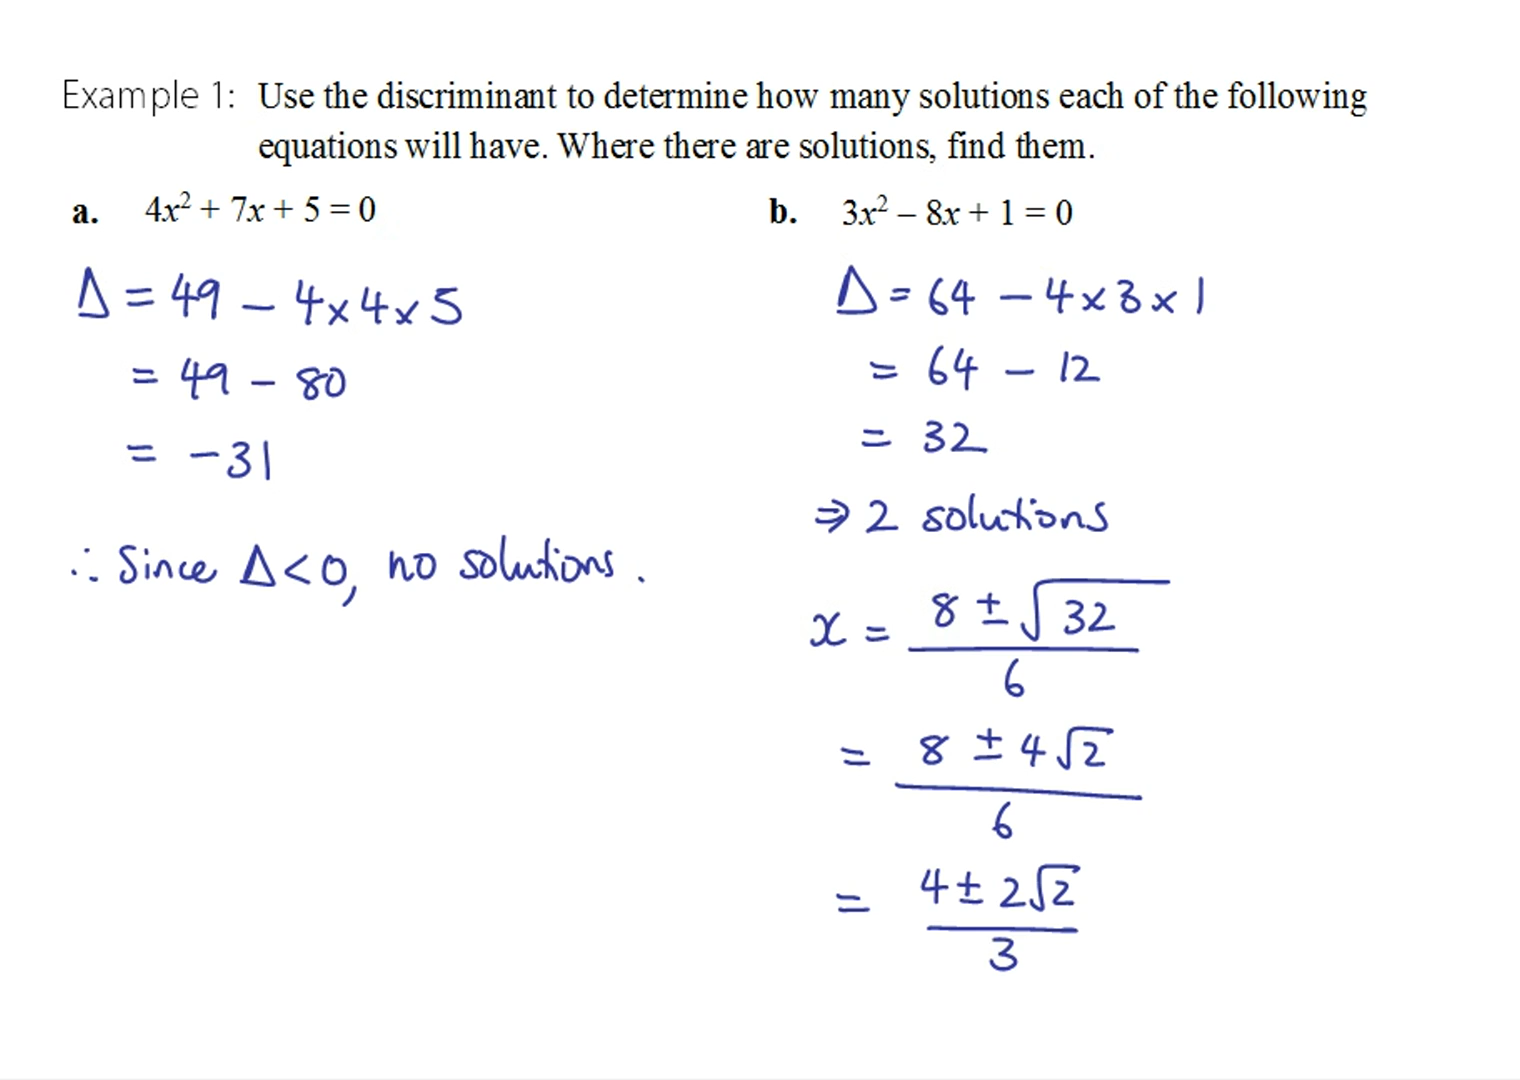 Example 1: Use the discriminant to determine how many solutions each of the following
equations will have. Where there are solutions, find them.
a. 4x² + 7x + 5 = 0
Δ = 49 – 4×4×5
= 49 – 80
= –31
∴ Since Δ<0, no solutions.
b. 3x² – 8x + 1 = 0
Δ = 64 – 4×3×1
= 64 – 12
= 32
⇒ 2 solutions
x = (8 ± √32)/6
= (8 ± 4√2)/6
= (4 ± 2√2)/3